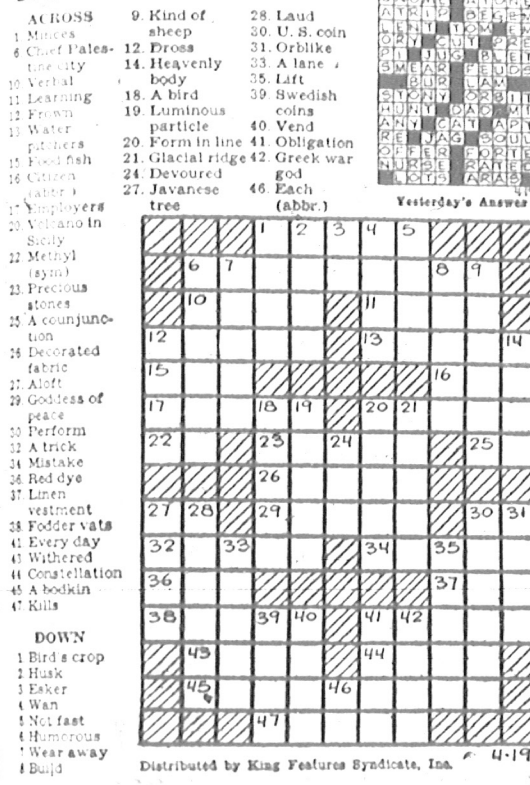 ACROSS
1. Minces
6. Chief Pales-
tine city
10. Verbal
11. Learning
12. Frown
13. Water
pitchers
15. Food fish
16. Citizen
(abbr.)
17. Employers
20. Volcano in
Sicily
22. Methyl
(sym)
23. Precious
stones
25. A counjunc-
tion
26. Decorated
fabric
27. Aloft
29. Goddess of
peace
30. Perform
32. A trick
34. Mistake
36. Red dye
37. Linen
vestment
38. Fodder vats
41. Every day
43. Withered
44. Constellation
45. A bodkin
47. Kills
DOWN
1. Bird's crop
2. Husk
3. Esker
4. Wan
5. Not fast
6. Humorous
7. Wear away
8. Build
9. Kind of
sheep
12. Dross
14. Heavenly
body
18. A bird
19. Luminous
particle
20. Form in line
21. Glacial ridge
24. Devoured
27. Javanese
tree
28. Laud
30. U. S. coin
31. Orblike
33. A lane
35. Lift
39. Swedish
coins
40. Vend
41. Obligation
42. Greek war
god
46. Each
(abbr.)
Yesterday's Answer
1 2 3 4 5
6 7 8 9
10 11
12 13 14
15 16
17 18 19 20 21
22 23 24 25
26
27 28 29 30 31
32 33 34 35
36 37
38 39 40 41 42
43 44
45 46
47
4-19
Distributed by King Features Syndicate, Inc.